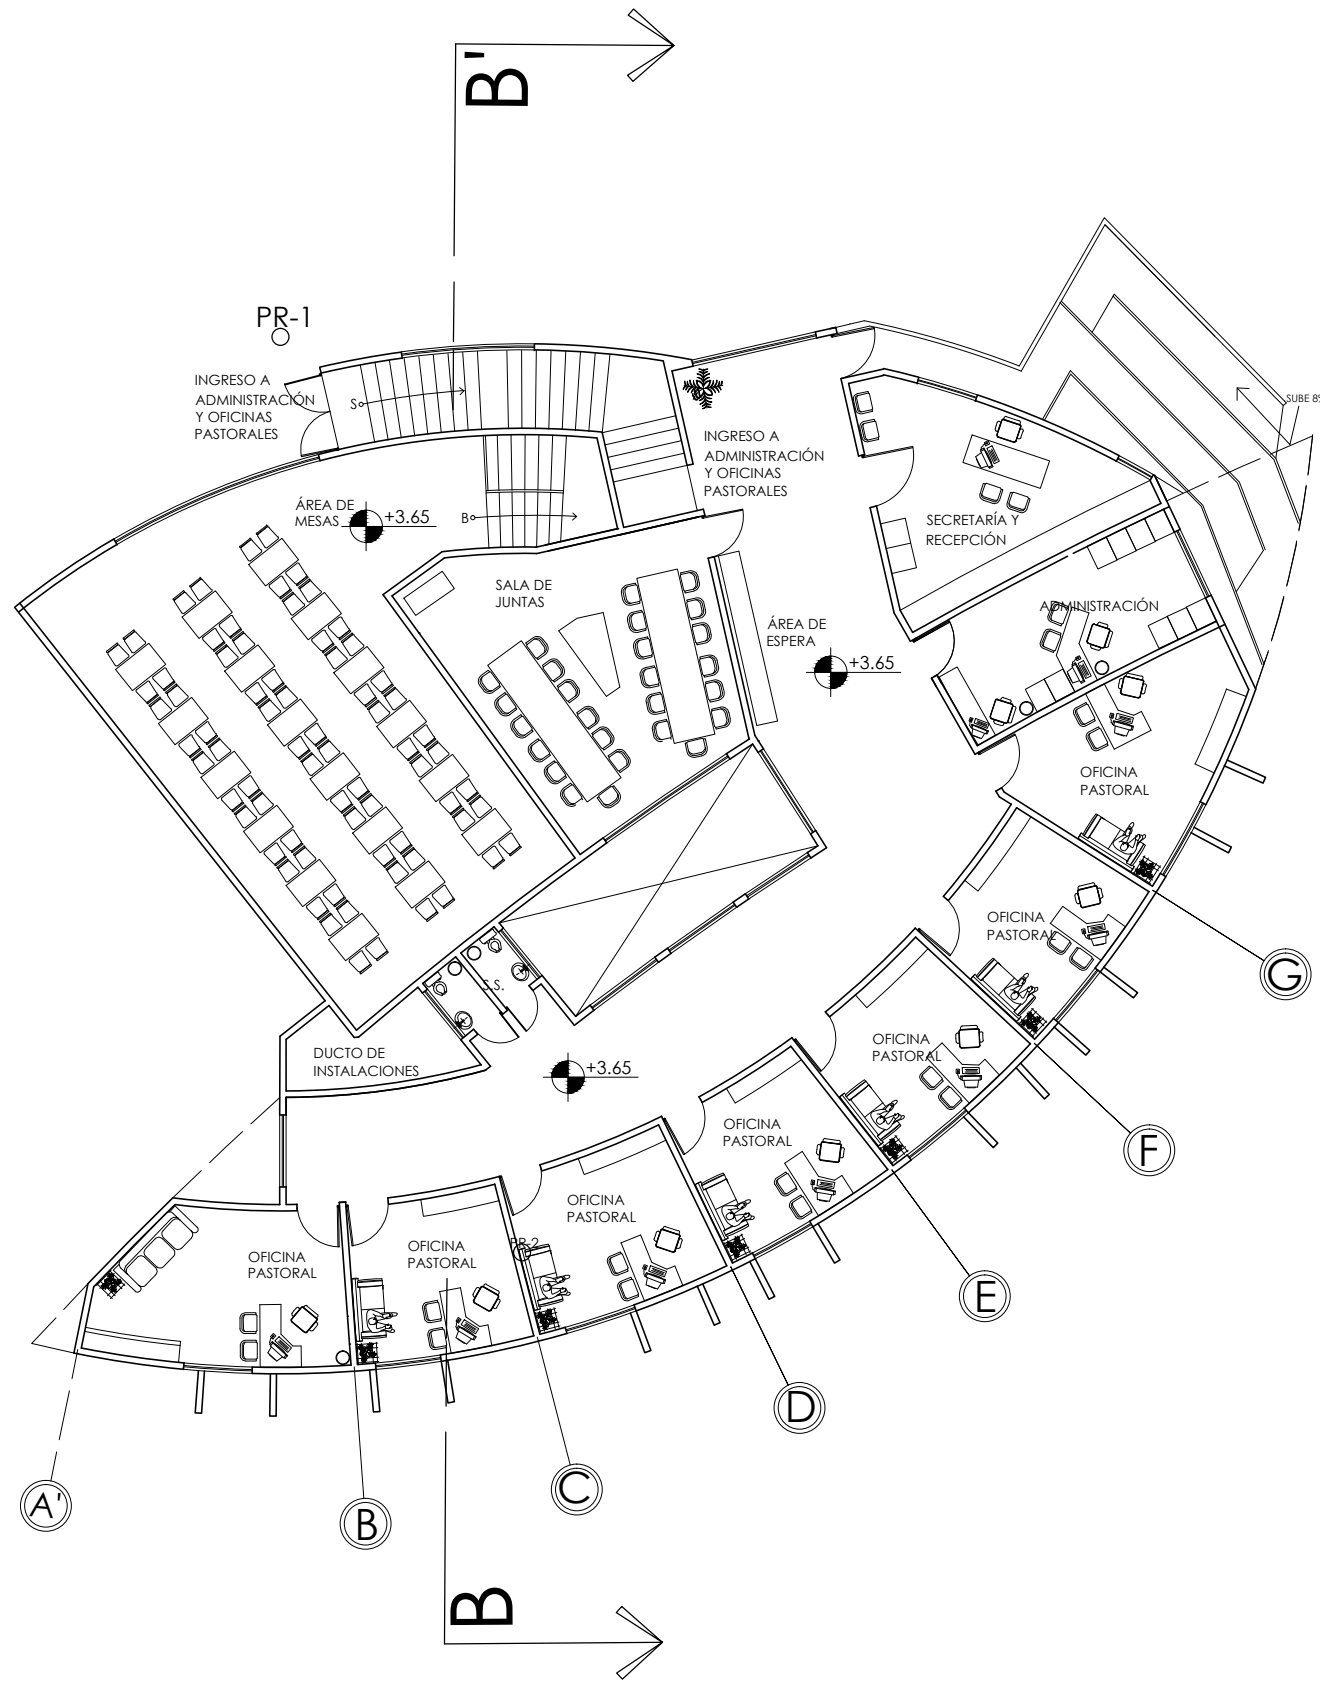 B'
PR-1
INGRESO A
ADMINISTRACIÓN
Y OFICINAS
PASTORALES
S
SUBE 8%
INGRESO A
ADMINISTRACIÓN
Y OFICINAS
PASTORALES
ÁREA DE
MESAS
+3.65
B
SECRETARÍA Y
RECEPCIÓN
SALA DE
JUNTAS
ADMINISTRACIÓN
ÁREA DE
ESPERA
+3.65
OFICINA
PASTORAL
OFICINA
PASTORAL
G
S.S.
OFICINA
PASTORAL
DUCTO DE
INSTALACIONES
+3.65
OFICINA
PASTORAL
F
OFICINA
PASTORAL
PR-2
OFICINA
PASTORAL
OFICINA
PASTORAL
E
D
C
A'
B
B